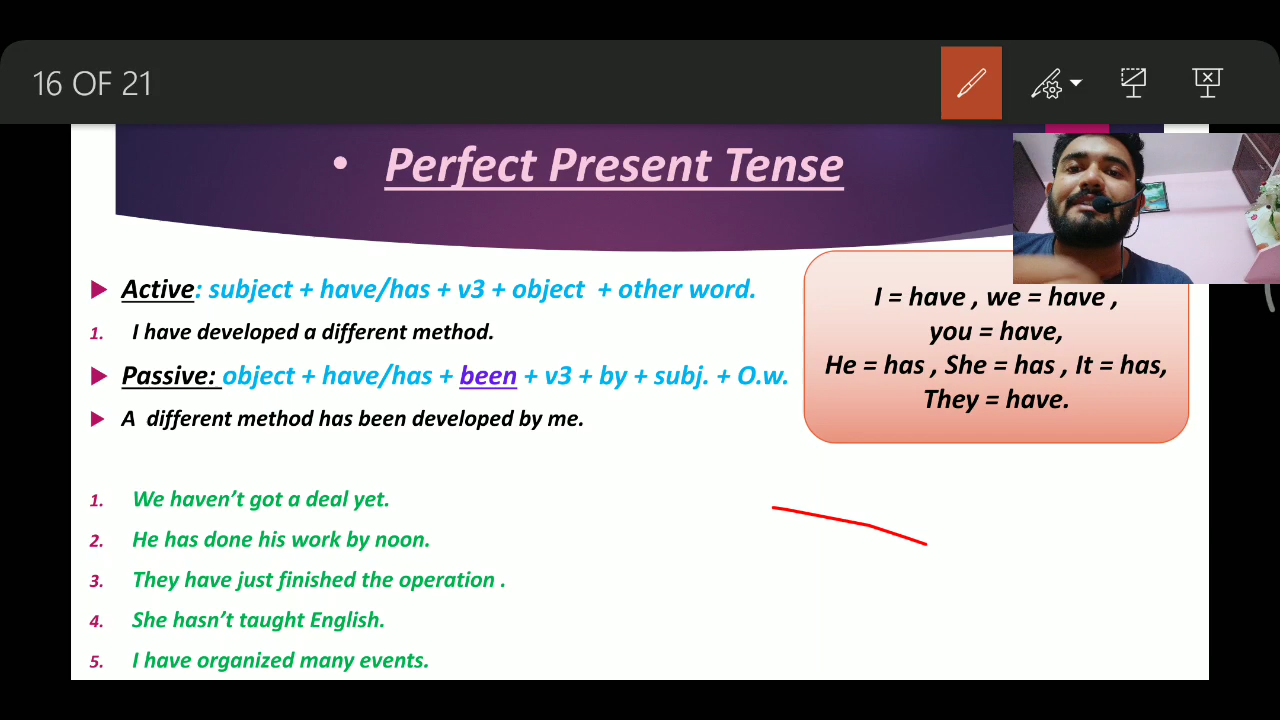 16 OF 21
• Perfect Present Tense
Active: subject + have/has + v3 + object + other word.
1. I have developed a different method.
Passive: object + have/has + been + v3 + by + subj. + O.w.
A different method has been developed by me.
I = have , we = have ,
you = have,
He = has , She = has , It = has,
They = have.
1. We haven’t got a deal yet.
2. He has done his work by noon.
3. They have just finished the operation .
4. She hasn’t taught English.
5. I have organized many events.